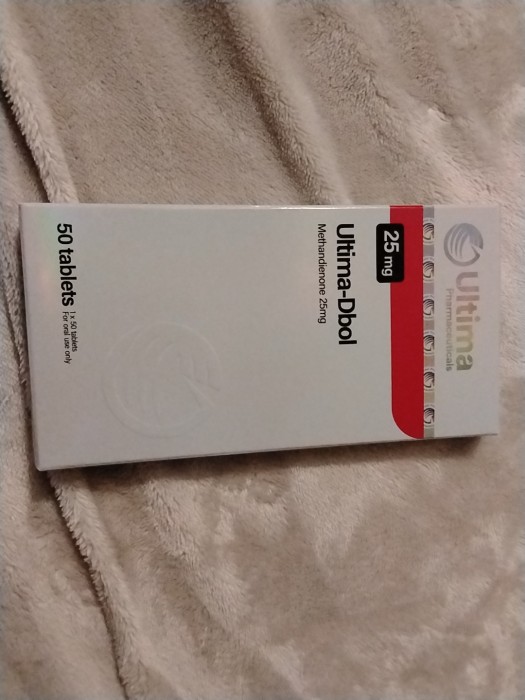 Ultima
Pharmaceuticals
25 mg
Ultima-Dbol
Methandienone 25mg
50 tablets
1 x 50 tablets
For oral use only